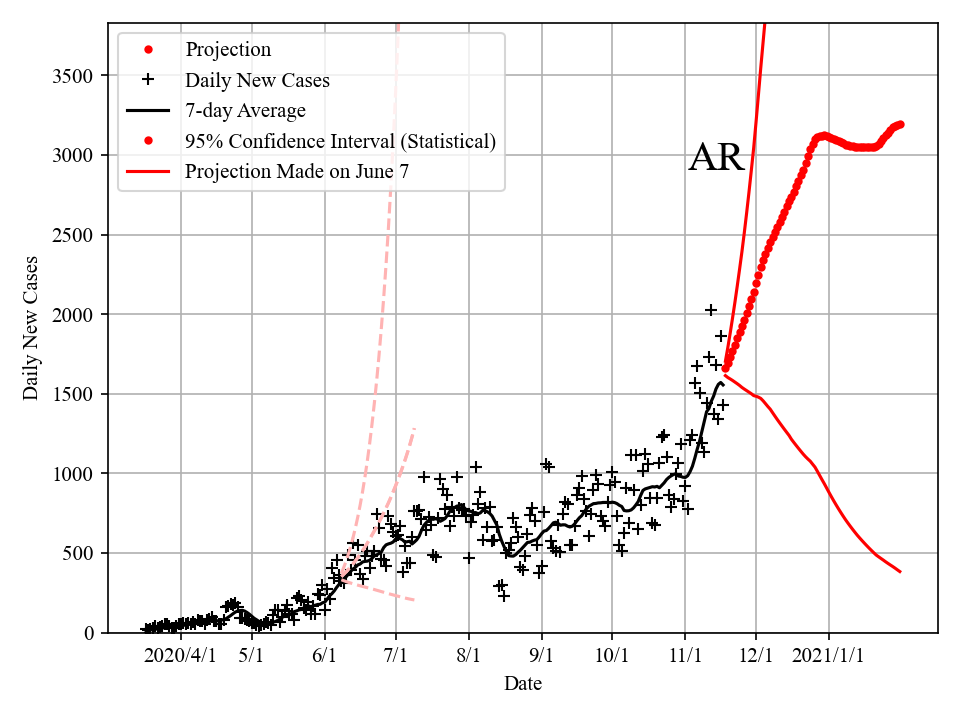 Projection
Daily New Cases
7-day Average
95% Confidence Interval (Statistical)
Projection Made on June 7
AR
3500
3000
2500
2000
1500
1000
500
0
Daily New Cases
2020/4/1 5/1 6/1 7/1 8/1 9/1 10/1 11/1 12/1 2021/1/1
Date